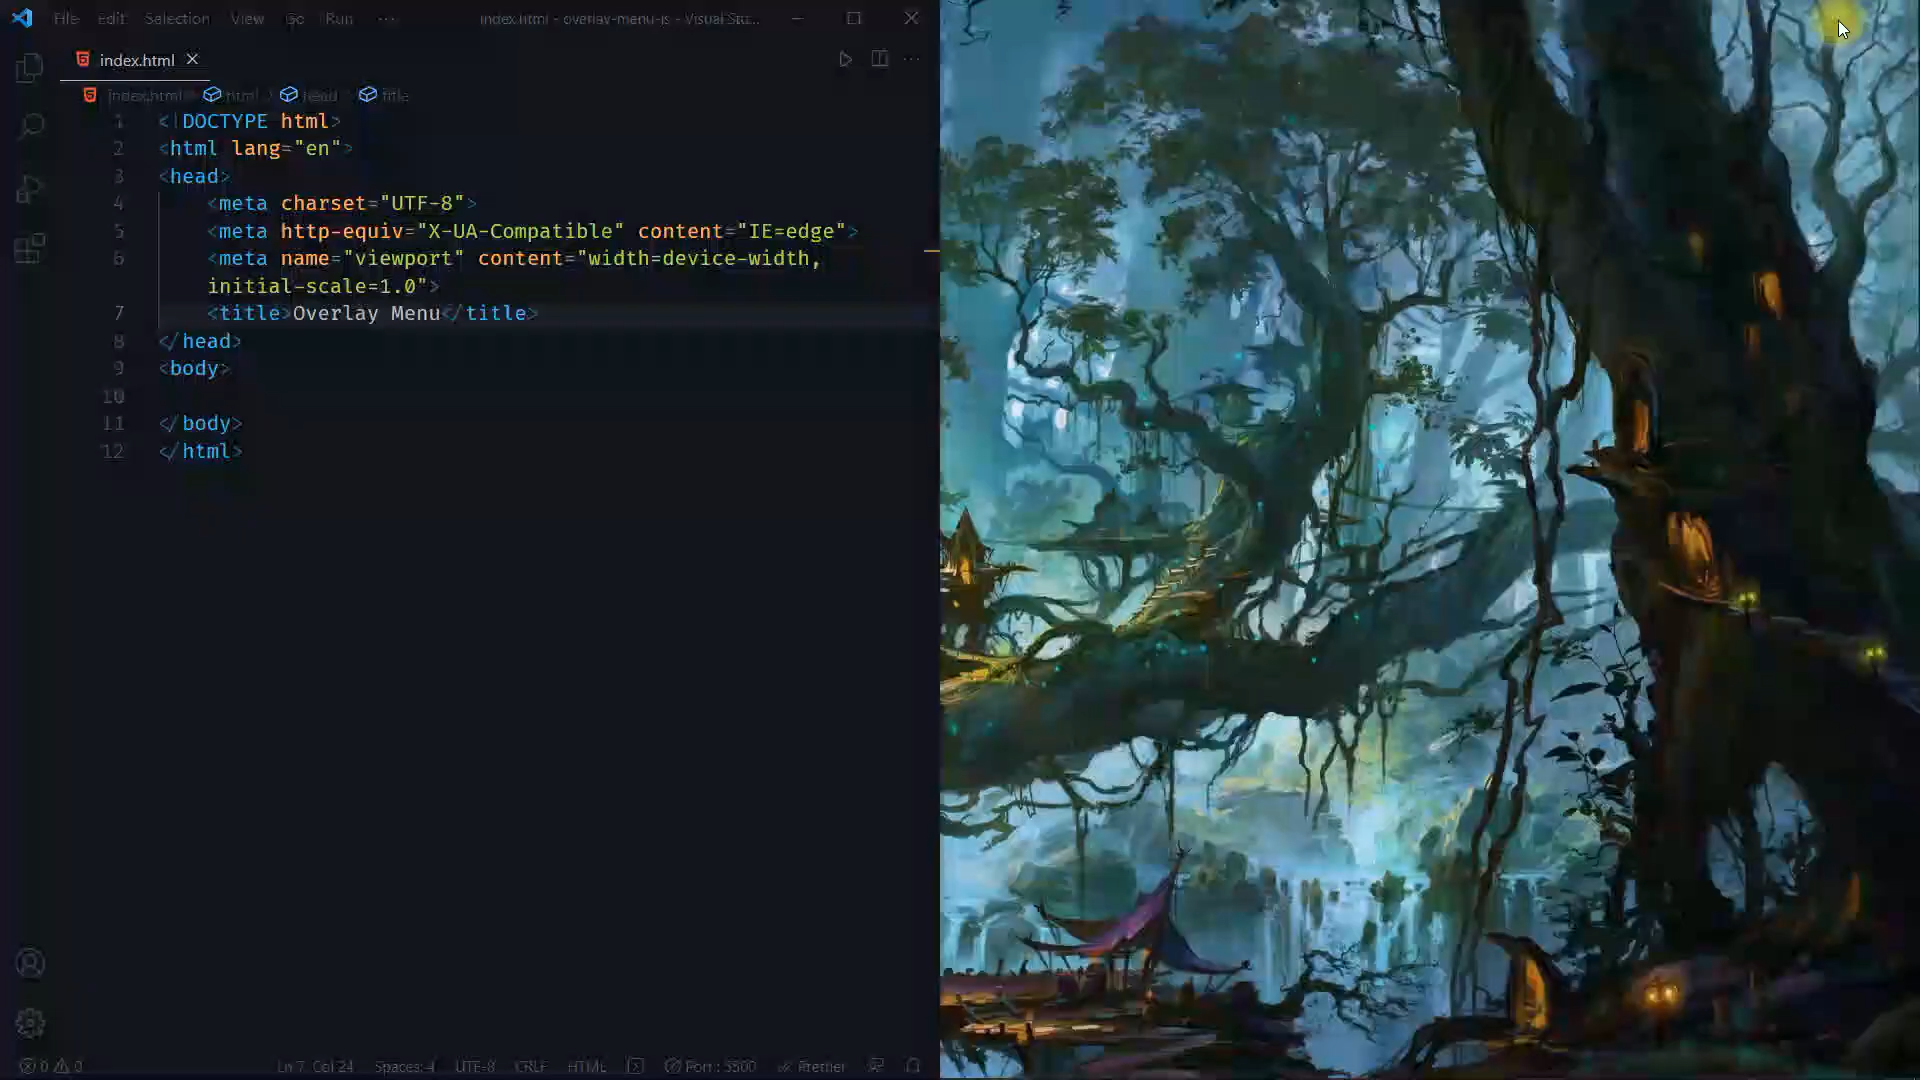 File Edit Selection View Go Run ··· index.html - overlay-menu-js - Visual Stu...
index.html
index.html > html > head > title
1 <!DOCTYPE html>
2 <html lang="en">
3 <head>
4 <meta charset="UTF-8">
5 <meta http-equiv="X-UA-Compatible" content="IE=edge">
6 <meta name="viewport" content="width=device-width,
initial-scale=1.0">
7 <title>Overlay Menu</title>
8 </head>
9 <body>
10
11 </body>
12 </html>
0 0 Ln 7, Col 24 Spaces: 4 UTF-8 CRLF HTML Port : 5500 Prettier